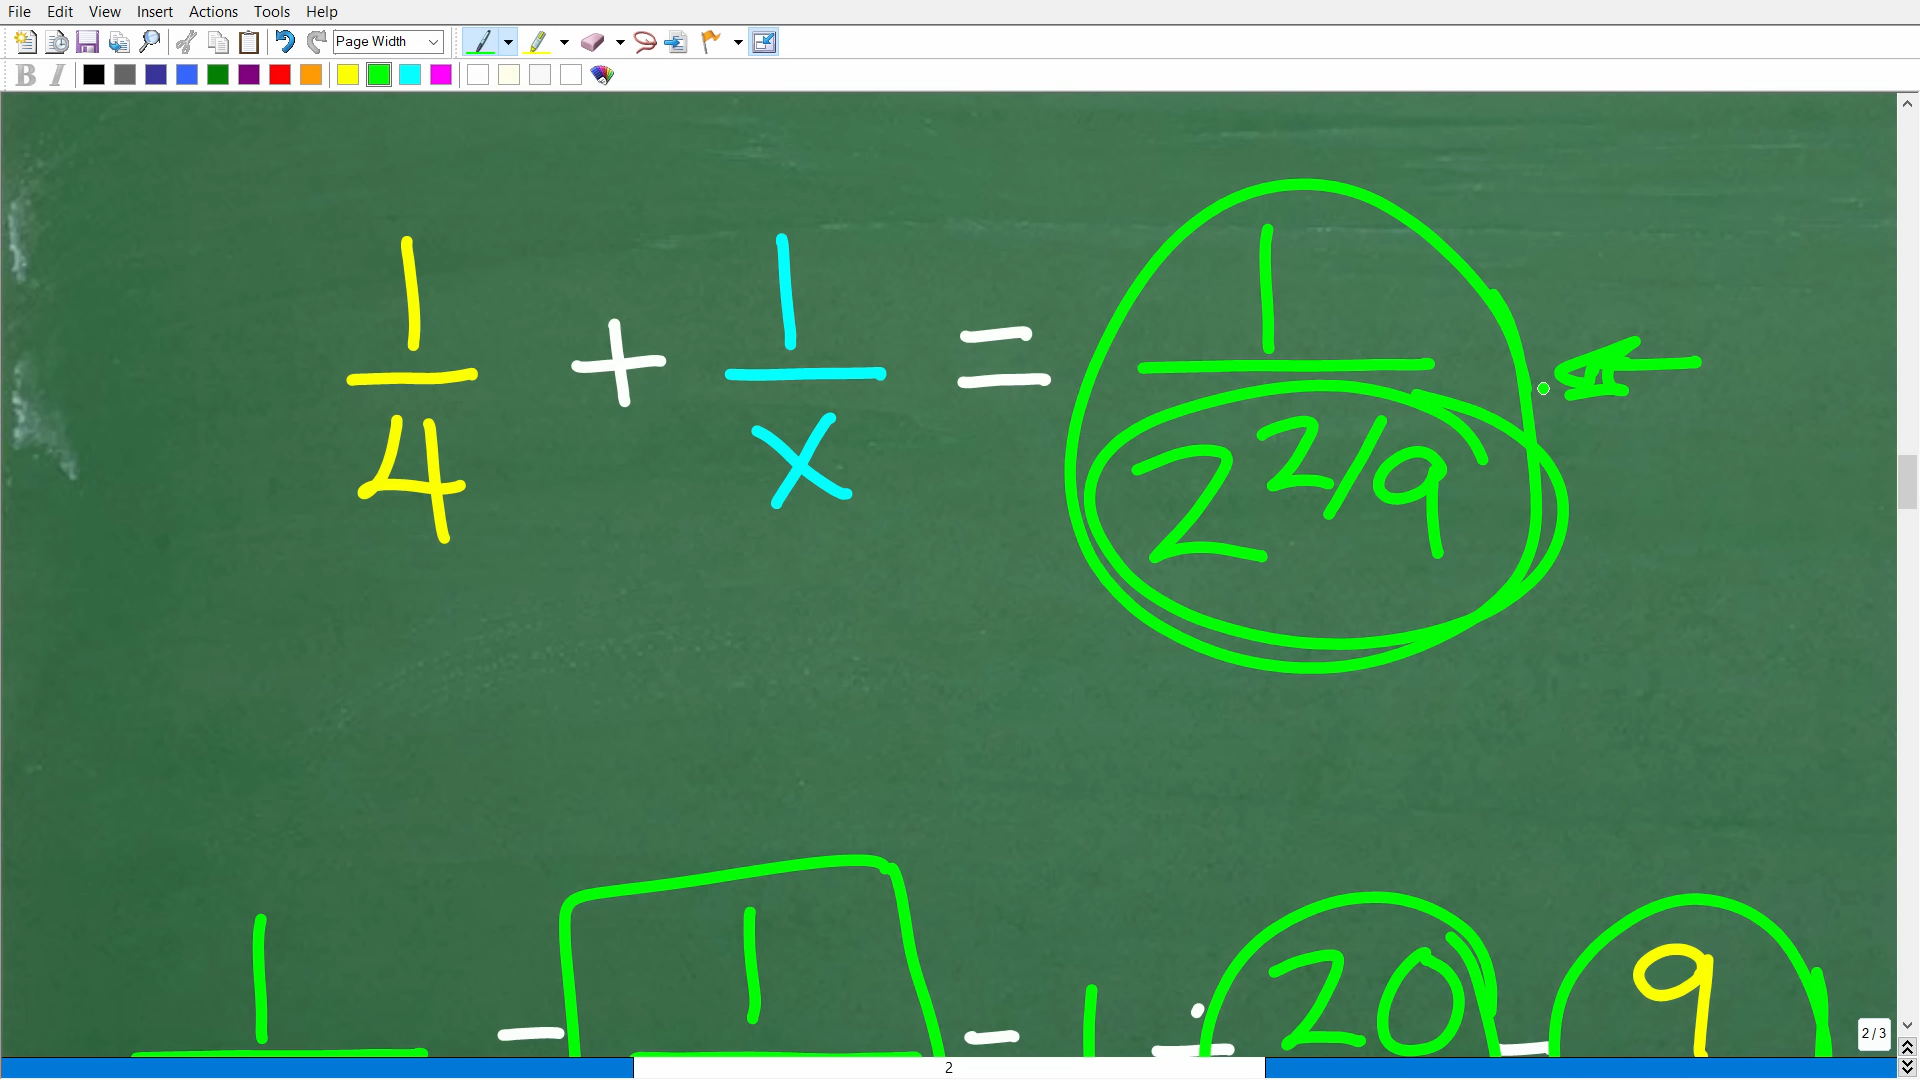 File Edit View Insert Actions Tools Help
Page Width
B I
1/4 + 1/x = 1/(2 2/9)
1 = 1 = 1 ÷ 20 = 9
2 / 3
2